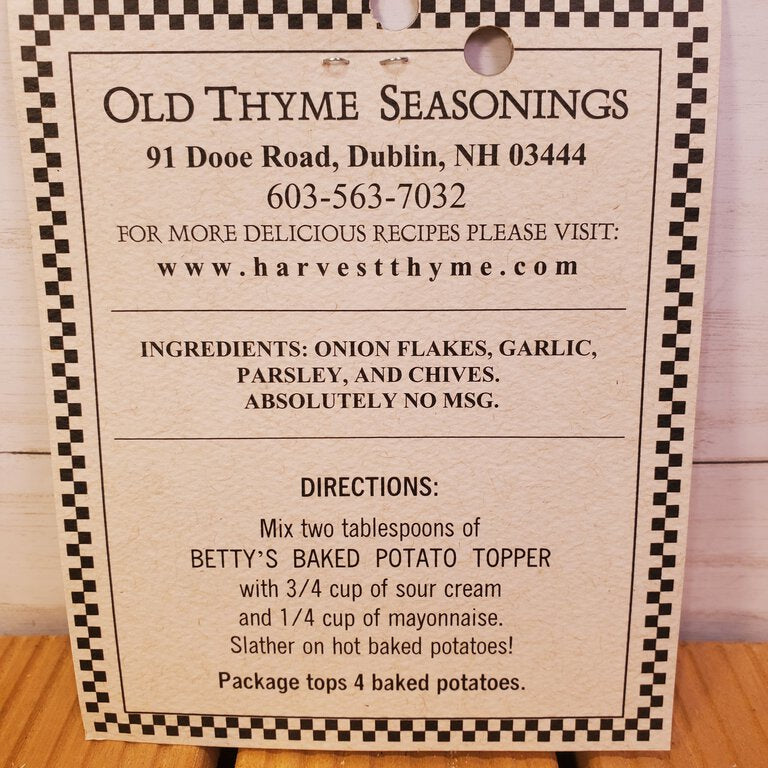 OLD THYME SEASONINGS
91 Dooe Road, Dublin, NH 03444
603-563-7032
FOR MORE DELICIOUS RECIPES PLEASE VISIT:
www.harvestthyme.com
INGREDIENTS: ONION FLAKES, GARLIC,
PARSLEY, AND CHIVES.
ABSOLUTELY NO MSG.
DIRECTIONS:
Mix two tablespoons of
BETTY'S BAKED POTATO TOPPER
with 3/4 cup of sour cream
and 1/4 cup of mayonnaise.
Slather on hot baked potatoes!
Package tops 4 baked potatoes.